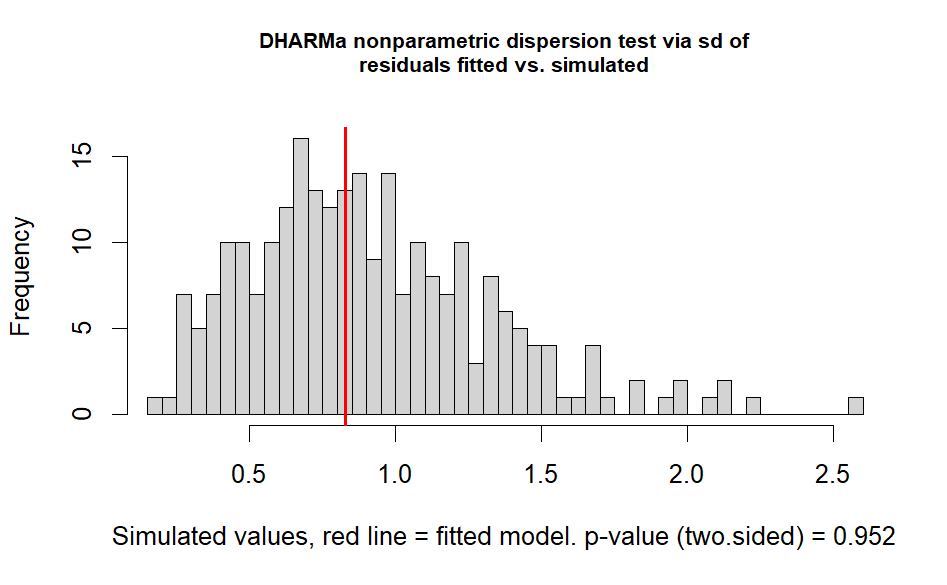 DHARMa nonparametric dispersion test via sd of
residuals fitted vs. simulated
Frequency
15
10
5
0
0.5 1.0 1.5 2.0 2.5
Simulated values, red line = fitted model. p-value (two.sided) = 0.952